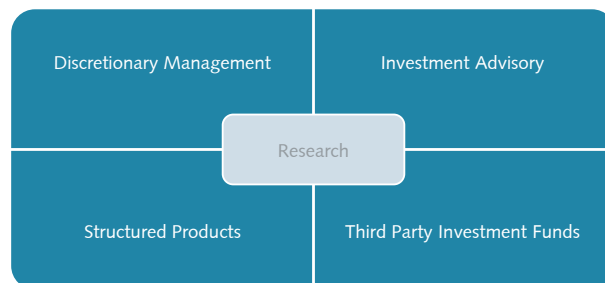 Discretionary Management
Investment Advisory
Research
Structured Products
Third Party Investment Funds